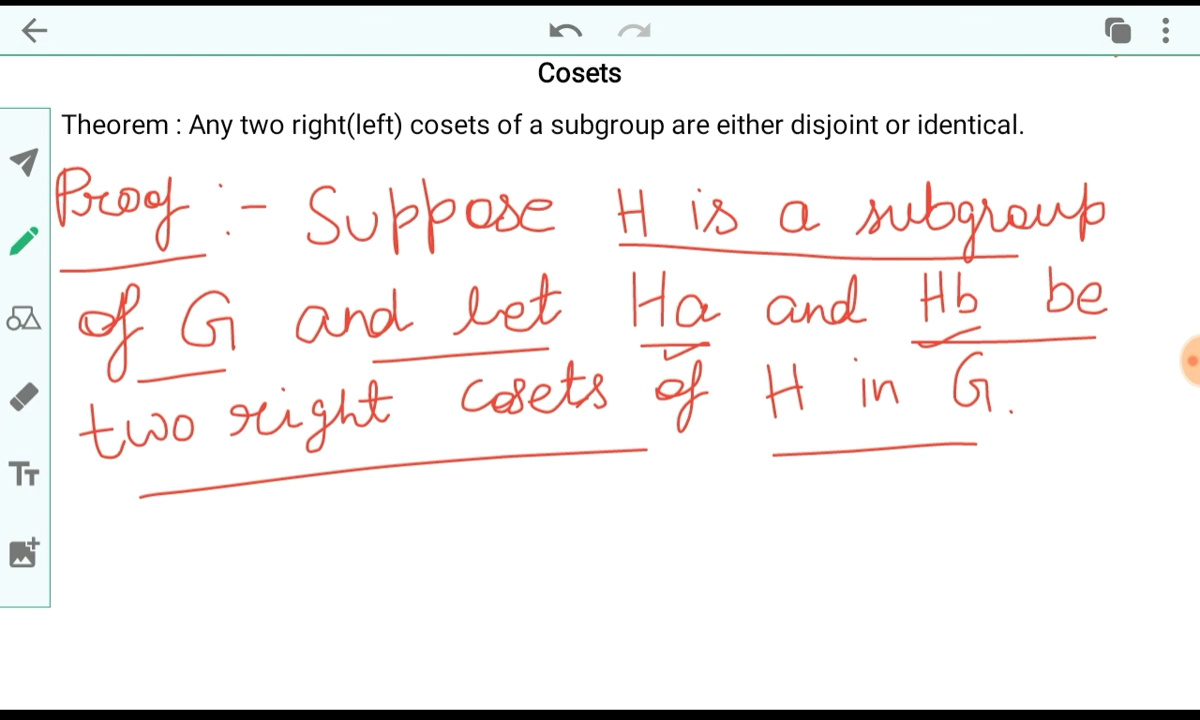 Cosets
Theorem : Any two right(left) cosets of a subgroup are either disjoint or identical.
Proof :- Suppose H is a subgroup
of G and let Ha and Hb be
two right cosets of H in G.
TT